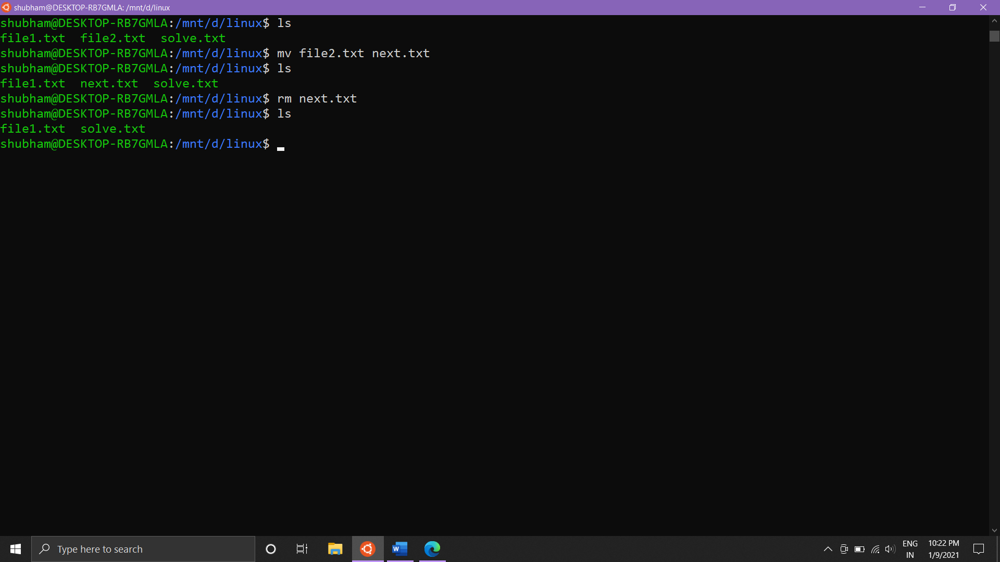 shubham@DESKTOP-RB7GMLA: /mnt/d/linux
shubham@DESKTOP-RB7GMLA:/mnt/d/linux$ ls
file1.txt  file2.txt  solve.txt
shubham@DESKTOP-RB7GMLA:/mnt/d/linux$ mv file2.txt next.txt
shubham@DESKTOP-RB7GMLA:/mnt/d/linux$ ls
file1.txt  next.txt  solve.txt
shubham@DESKTOP-RB7GMLA:/mnt/d/linux$ rm next.txt
shubham@DESKTOP-RB7GMLA:/mnt/d/linux$ ls
file1.txt  solve.txt
shubham@DESKTOP-RB7GMLA:/mnt/d/linux$
Type here to search
W
ENG
IN
10:22 PM
1/9/2021